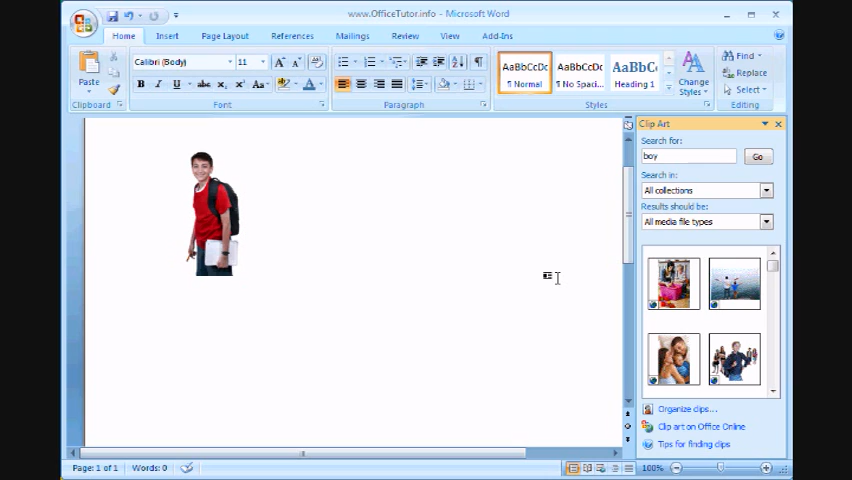 www.OfficeTutor.info - Microsoft Word
Home Insert Page Layout References Mailings Review View Add-Ins
Paste
Clipboard
Calibri (Body) 11
B I U abc x₂ x² Aa
Font
Paragraph
AaBbCcDc AaBbCcDc AaBbC
¶ Normal ¶ No Spaci... Heading 1
Change Styles
Styles
Find
Replace
Select
Editing
Clip Art
Search for:
boy
Go
Search in:
All collections
Results should be:
All media file types
Organize clips...
Clip art on Office Online
Tips for finding clips
Page: 1 of 1 Words: 0 100%